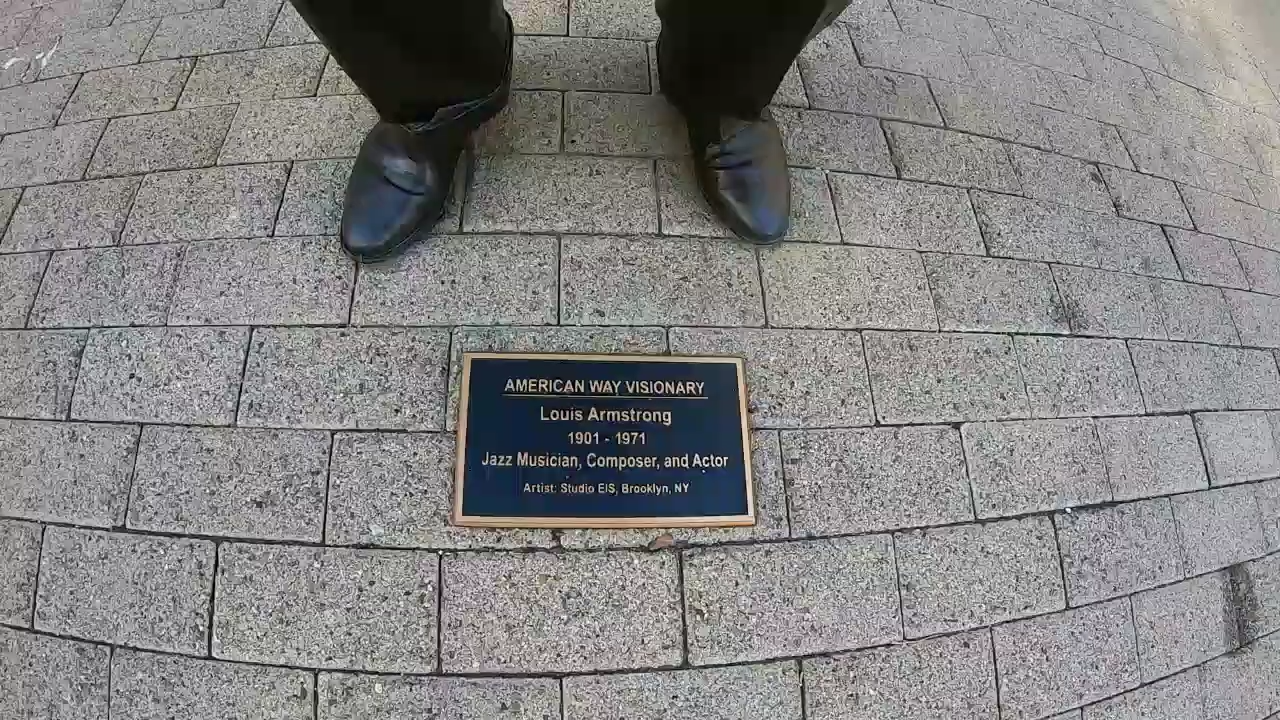 AMERICAN WAY VISIONARY
Louis Armstrong
1901 - 1971
Jazz Musician, Composer, and Actor
Artist: Studio EIS, Brooklyn, NY